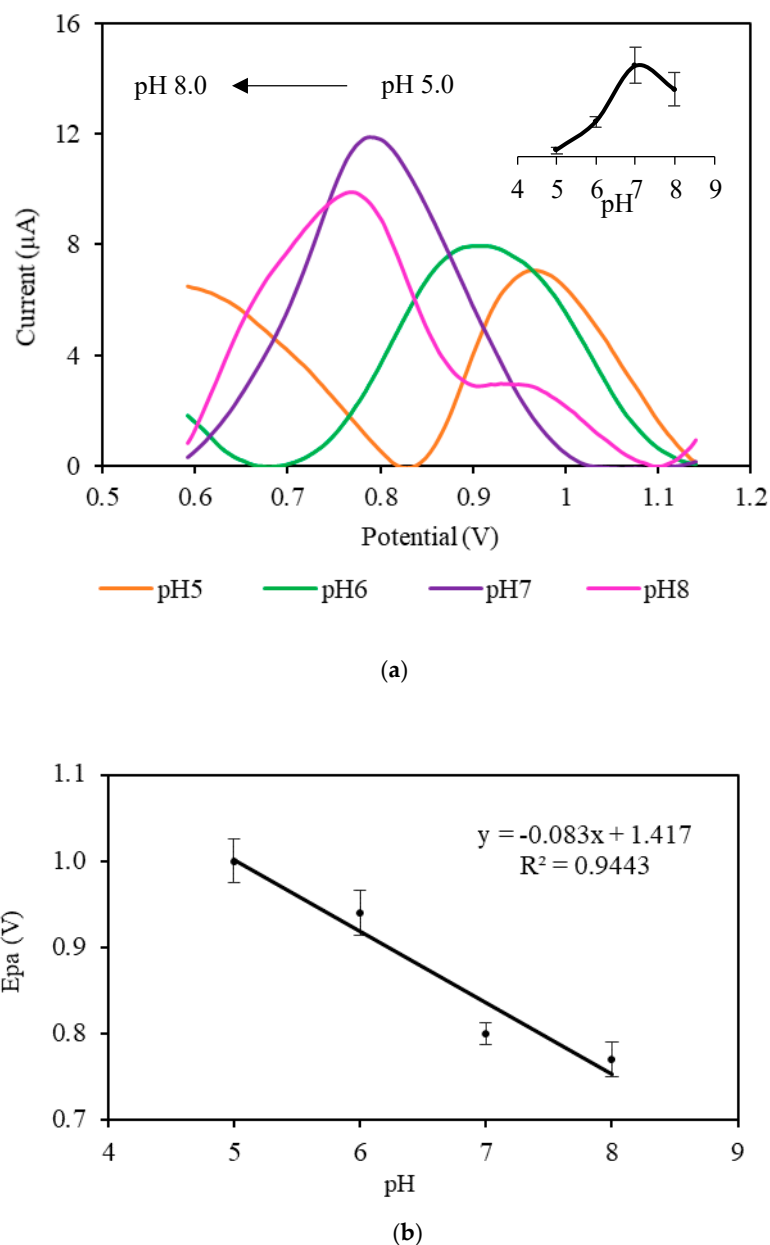 16
pH 8.0 pH 5.0
12
4 5 6 7 8 9
pH
8
Current (µA)
4
0
0.5 0.6 0.7 0.8 0.9 1 1.1 1.2
Potential (V)
pH5 pH6 pH7 pH8
(a)
1.1
y = -0.083x + 1.417
R² = 0.9443
1.0
0.9
Epa (V)
0.8
0.7
4 5 6 7 8 9
pH
(b)